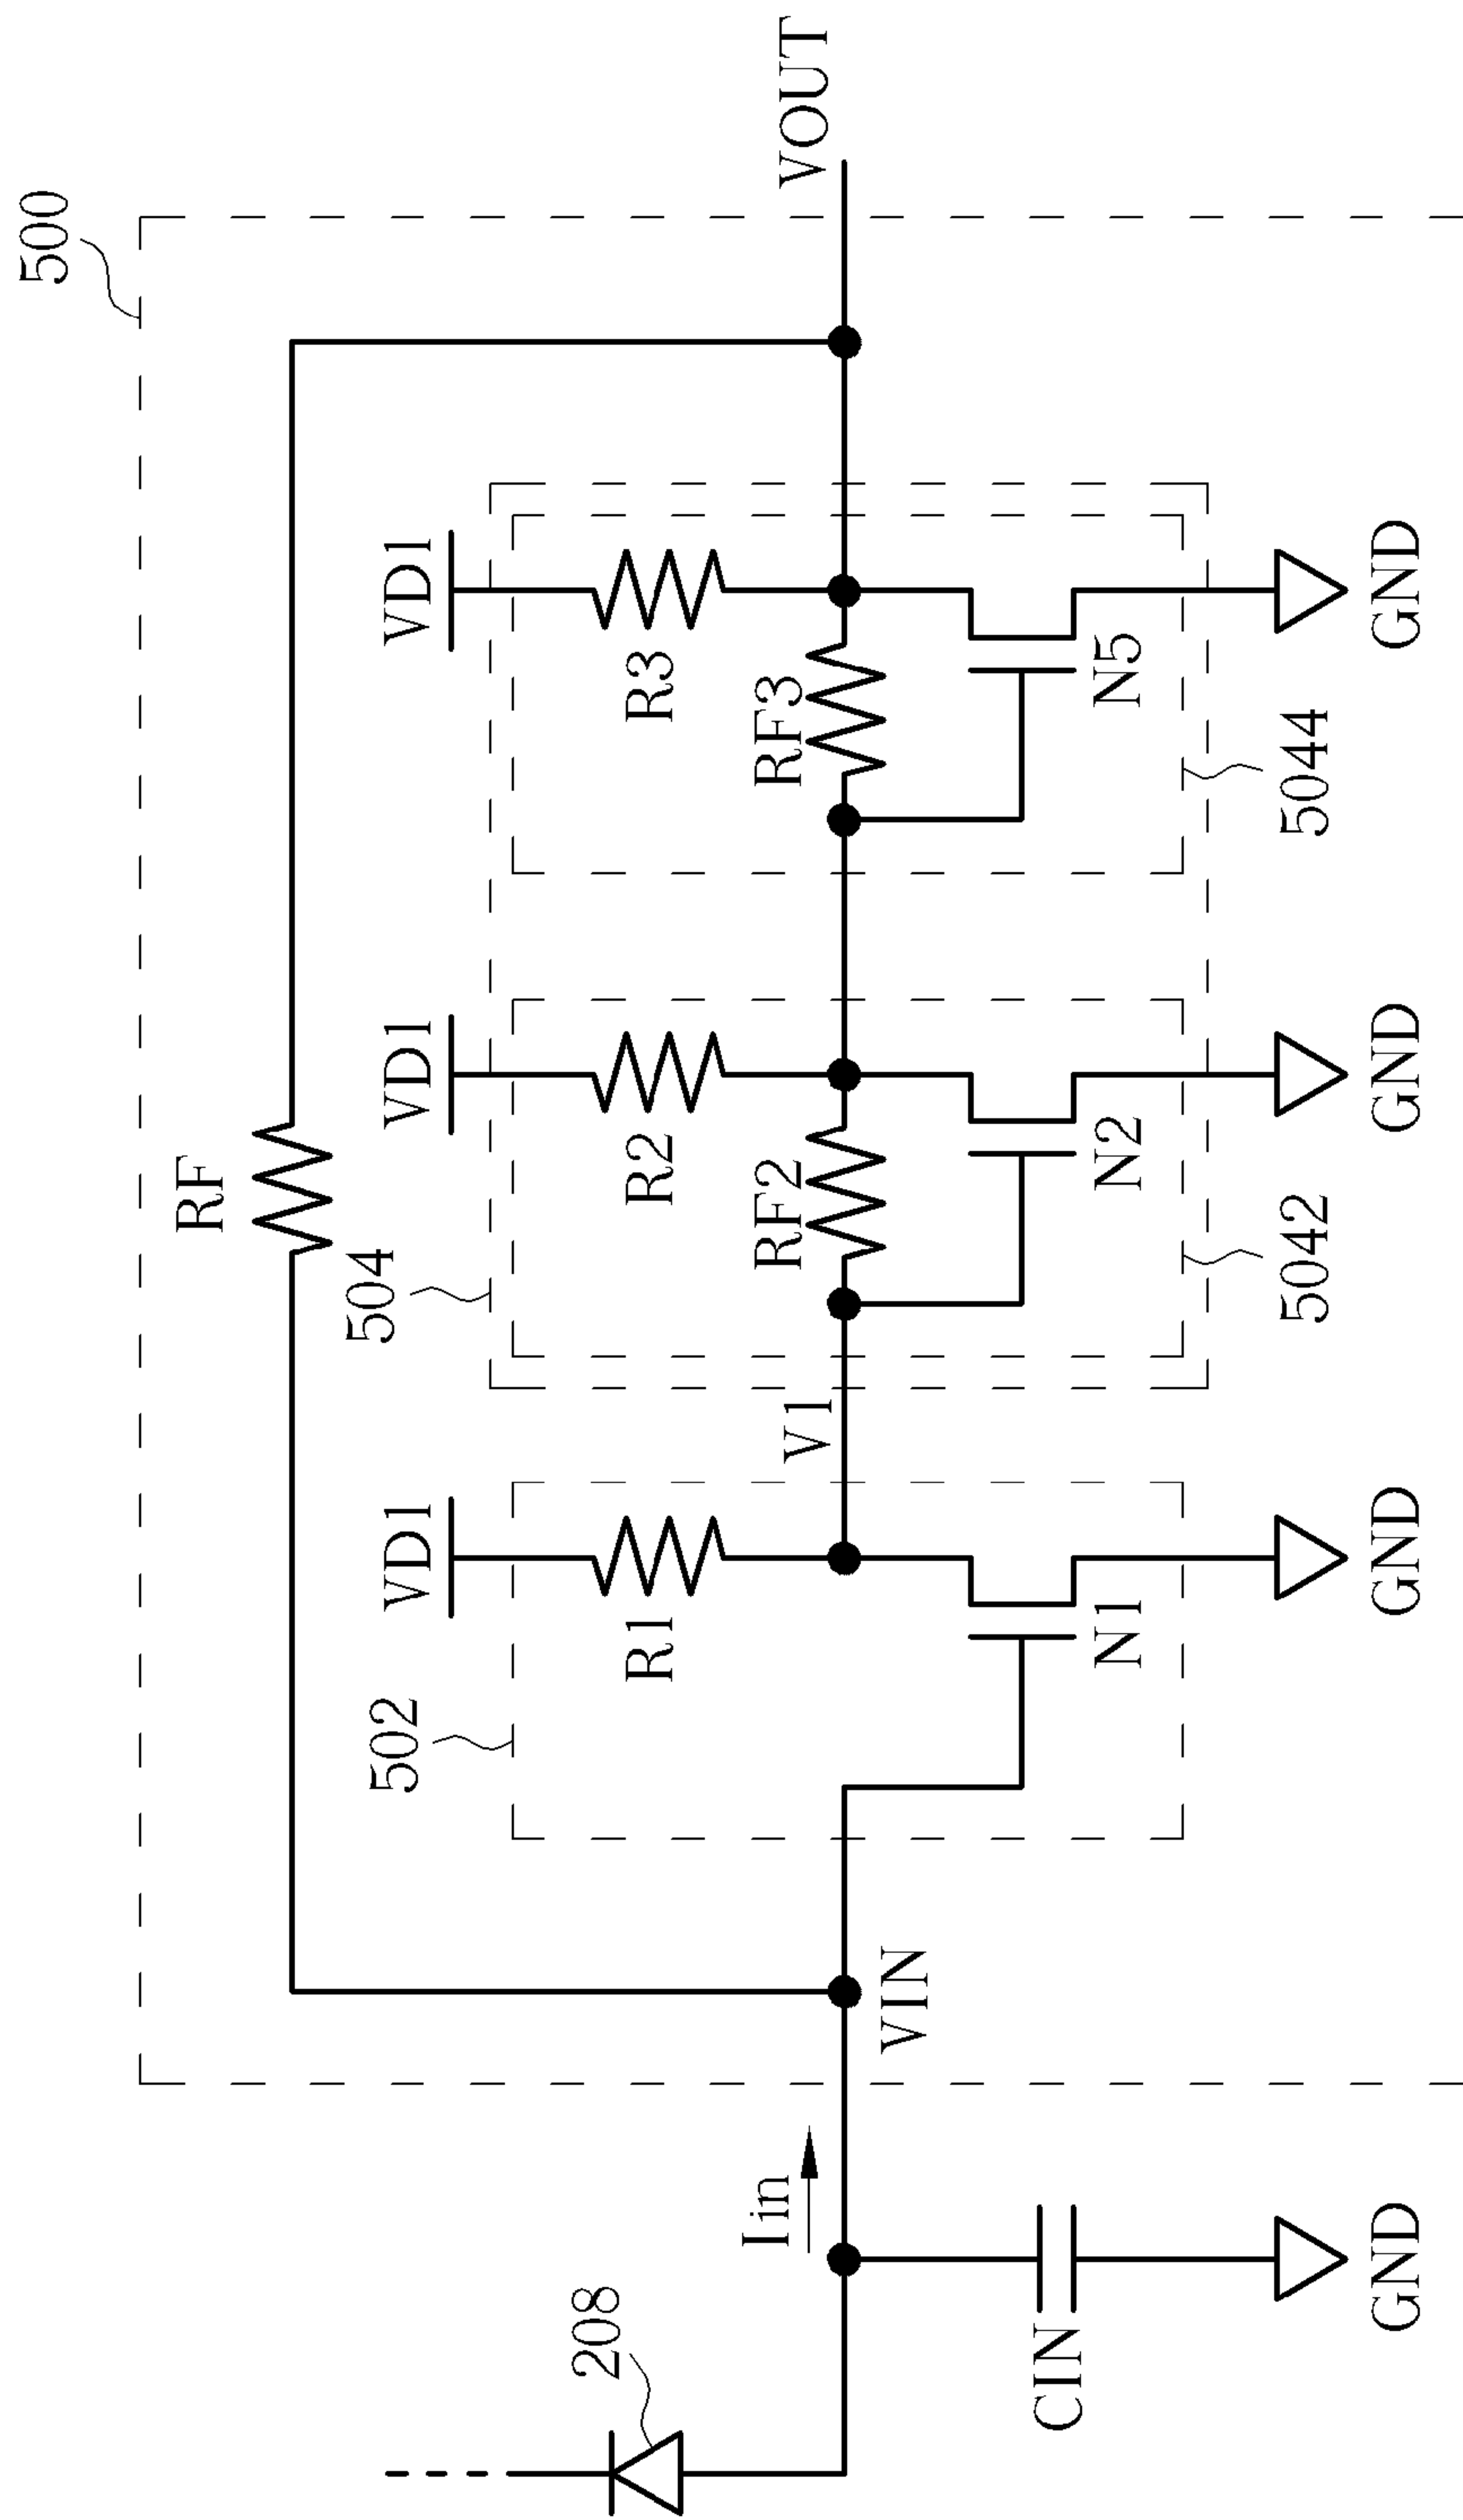 500
RF
504
VD1
VD1
VD1
502
R1
R2
R3
208
Iin
V1
RF2
RF3
VOUT
VIN
CIN
N1
N2
N5
5042
5044
GND
GND
GND
GND